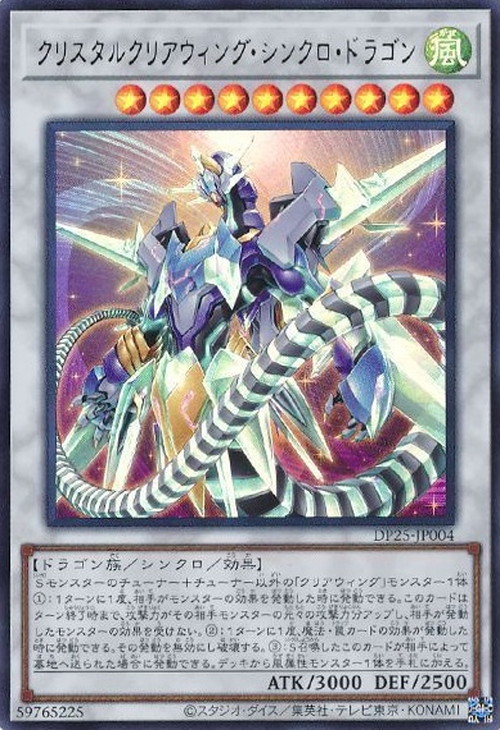 クリスタルクリアウィング・シンクロ・ドラゴン
風
DP25-JP004
【ドラゴン族／シンクロ／効果】
Sモンスターのチューナー＋チューナー以外の「クリアウィング」モンスター1体
①：1ターンに1度、相手がモンスターの効果を発動した時に発動できる。このカードは
ターン終了時まで、攻撃力がその相手モンスターの元々の攻撃力分アップし、相手が発動
したモンスターの効果を受けない。②：1ターンに1度、魔法・罠カードの効果が発動した
時に発動できる。その発動を無効にし破壊する。③：S召喚したこのカードが相手によって
墓地へ送られた場合に発動できる。デッキから風属性モンスター1体を手札に加える。
ATK/3000 DEF/2500
59765225
©スタジオ・ダイス／集英社・テレビ東京・KONAMI